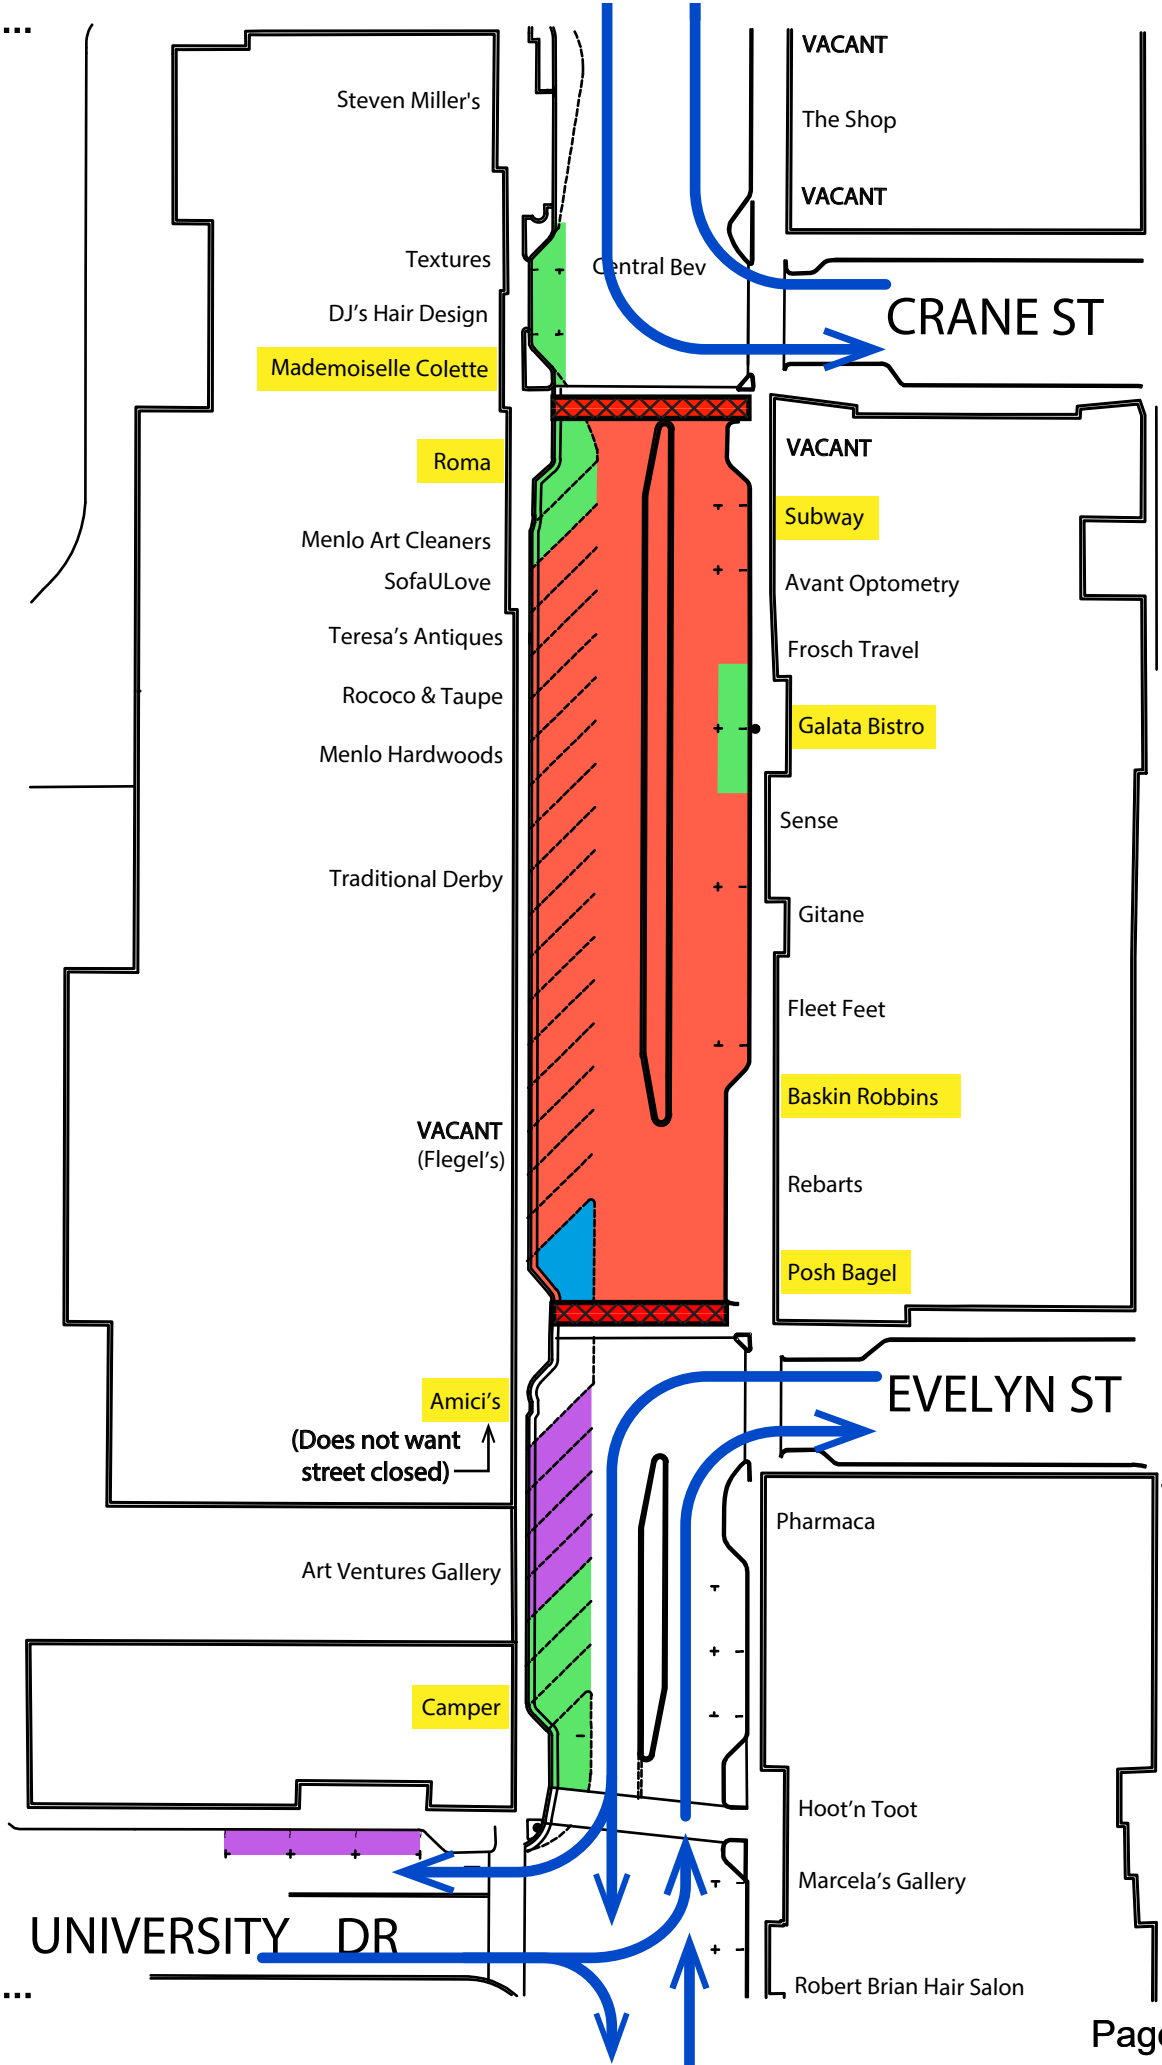 ...
VACANT
Steven Miller's
The Shop
VACANT
Textures
Central Bev
DJ's Hair Design
CRANE ST
Mademoiselle Colette
VACANT
Roma
Subway
Menlo Art Cleaners
SofaULove
Avant Optometry
Teresa's Antiques
Frosch Travel
Rococo & Taupe
Galata Bistro
Menlo Hardwoods
Sense
Traditional Derby
Gitane
Fleet Feet
Baskin Robbins
VACANT
(Flegel's)
Rebarts
Posh Bagel
Amici's
EVELYN ST
(Does not want
street closed)
Pharmaca
Art Ventures Gallery
Camper
Hoot'n Toot
Marcela's Gallery
UNIVERSITY DR
Robert Brian Hair Salon
...